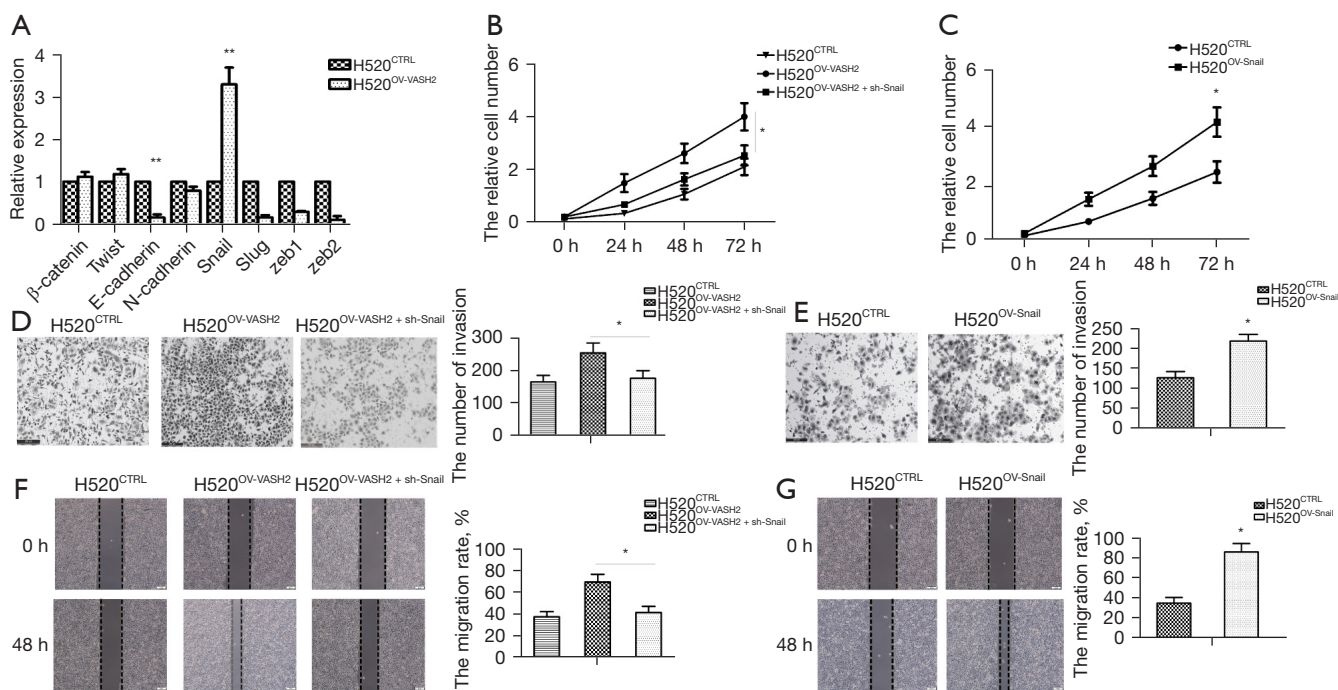 A
Relative expression
4
3
2
1
0
**
**
H520CTRL
H520OV-VASH2
β-catenin
Twist
E-cadherin
N-cadherin
Snail
Slug
zeb1
zeb2
B
The relative cell number
6
4
2
0
H520CTRL
H520OV-VASH2
H520OV-VASH2 + sh-Snail
*
0 h
24 h
48 h
72 h
C
The relative cell number
6
4
2
0
H520CTRL
H520OV-Snail
*
0 h
24 h
48 h
72 h
D
H520CTRL
H520OV-VASH2
H520OV-VASH2 + sh-Snail
The number of invasion
300
200
100
0
H520CTRL
H520OV-VASH2
H520OV-VASH2 + sh-Snail
*
E
H520CTRL
H520OV-Snail
The number of invasion
250
200
150
100
50
0
H520CTRL
H520OV-Snail
*
F
H520CTRL
H520OV-VASH2
H520OV-VASH2 + sh-Snail
0 h
48 h
The migration rate, %
100
80
60
40
20
0
H520CTRL
H520OV-VASH2
H520OV-VASH2 + sh-Snail
*
G
H520CTRL
H520OV-Snail
0 h
48 h
The migration rate, %
100
80
60
40
20
0
H520CTRL
H520OV-Snail
*